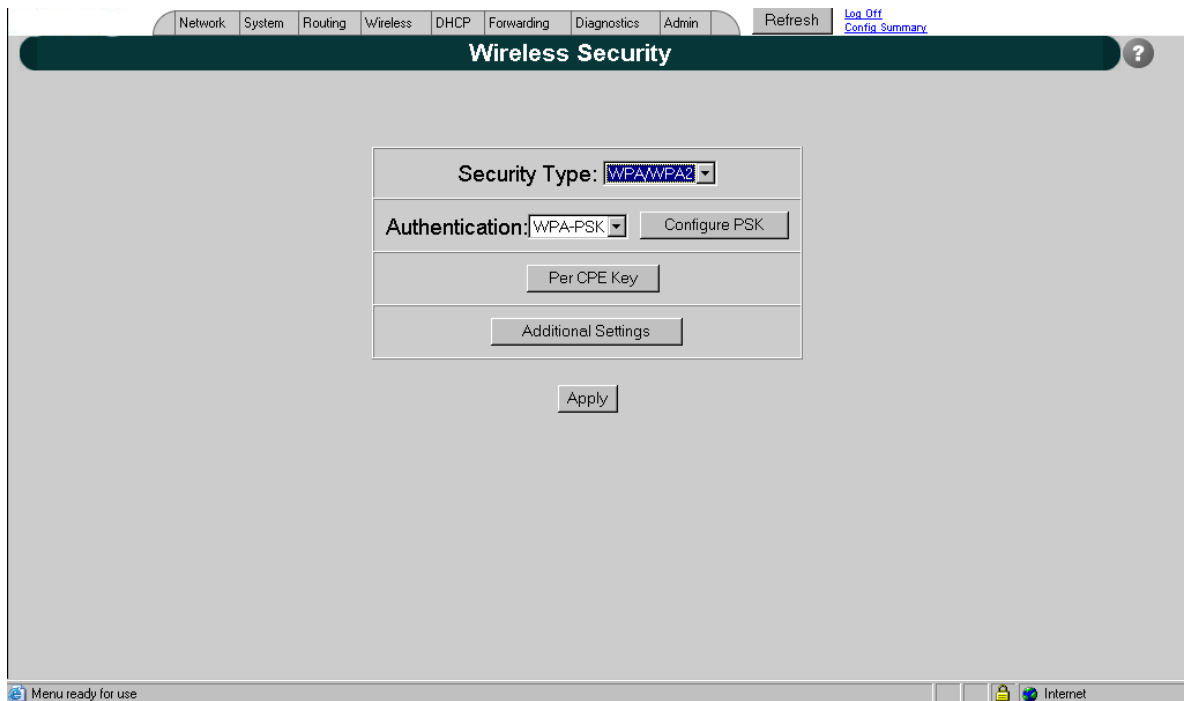 Network System Routing Wireless DHCP Forwarding Diagnostics Admin Refresh Log Off
Config Summary
Wireless Security ?
Security Type: WPA/WPA2
Authentication: WPA-PSK Configure PSK
Per CPE Key
Additional Settings
Apply
Menu ready for use Internet